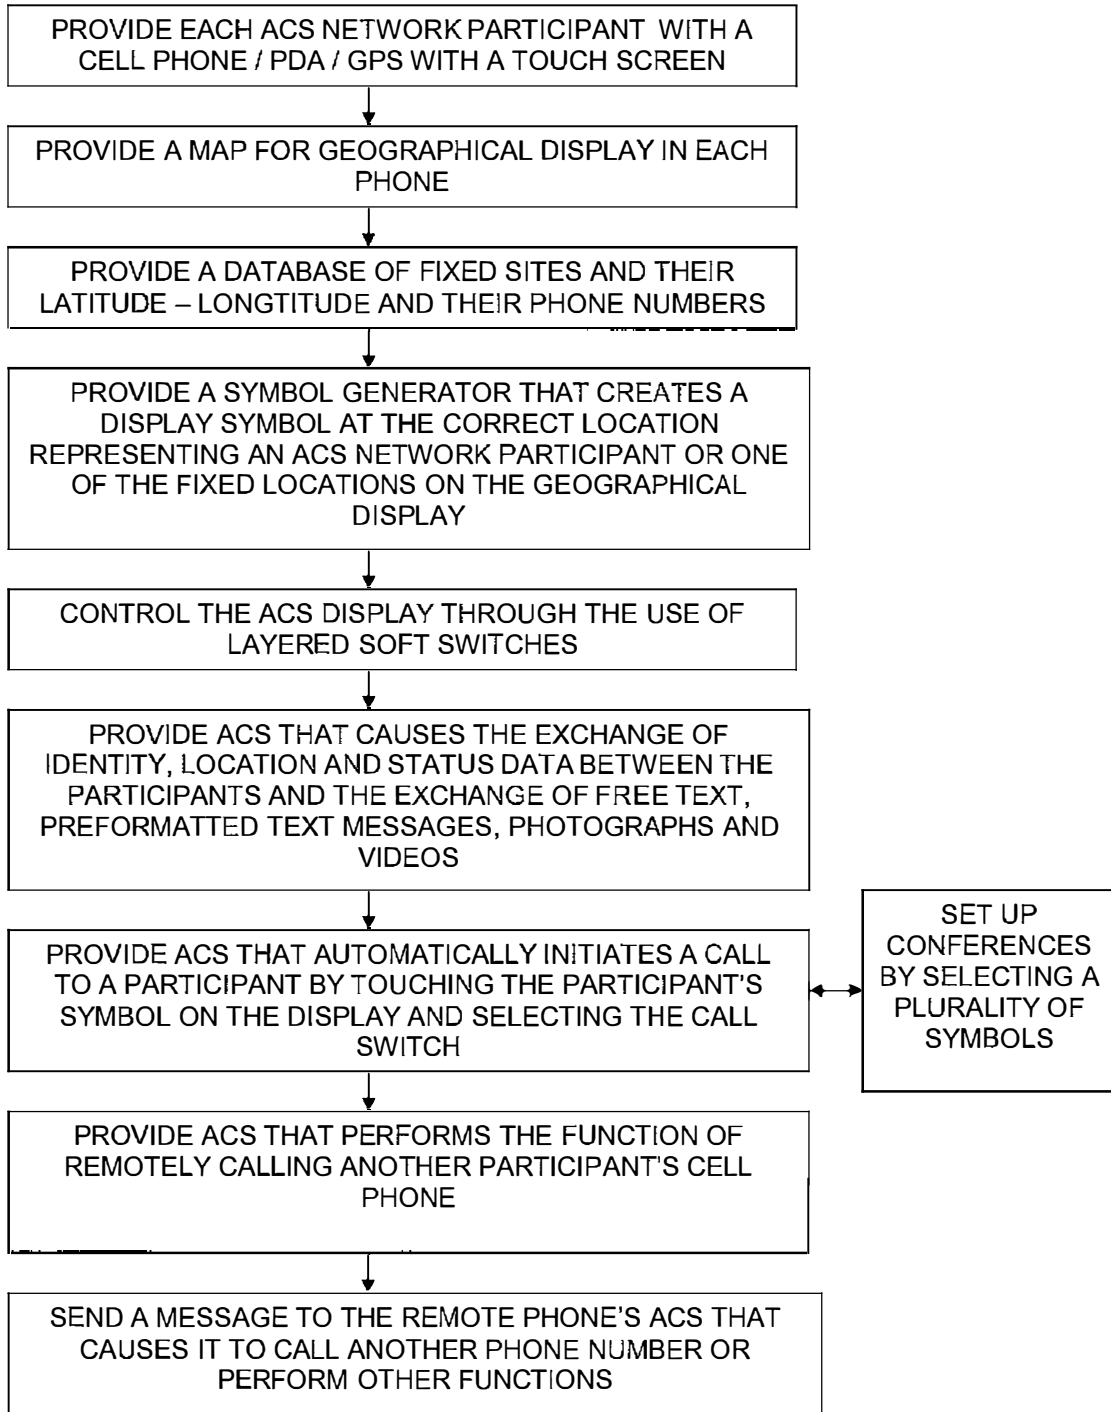 PROVIDE EACH ACS NETWORK PARTICIPANT WITH A
CELL PHONE / PDA / GPS WITH A TOUCH SCREEN
PROVIDE A MAP FOR GEOGRAPHICAL DISPLAY IN EACH
PHONE
PROVIDE A DATABASE OF FIXED SITES AND THEIR
LATITUDE – LONGTITUDE AND THEIR PHONE NUMBERS
PROVIDE A SYMBOL GENERATOR THAT CREATES A
DISPLAY SYMBOL AT THE CORRECT LOCATION
REPRESENTING AN ACS NETWORK PARTICIPANT OR ONE
OF THE FIXED LOCATIONS ON THE GEOGRAPHICAL
DISPLAY
CONTROL THE ACS DISPLAY THROUGH THE USE OF
LAYERED SOFT SWITCHES
PROVIDE ACS THAT CAUSES THE EXCHANGE OF
IDENTITY, LOCATION AND STATUS DATA BETWEEN THE
PARTICIPANTS AND THE EXCHANGE OF FREE TEXT,
PREFORMATTED TEXT MESSAGES, PHOTOGRAPHS AND
VIDEOS
PROVIDE ACS THAT AUTOMATICALLY INITIATES A CALL
TO A PARTICIPANT BY TOUCHING THE PARTICIPANT'S
SYMBOL ON THE DISPLAY AND SELECTING THE CALL
SWITCH
SET UP
CONFERENCES
BY SELECTING A
PLURALITY OF
SYMBOLS
PROVIDE ACS THAT PERFORMS THE FUNCTION OF
REMOTELY CALLING ANOTHER PARTICIPANT'S CELL
PHONE
SEND A MESSAGE TO THE REMOTE PHONE'S ACS THAT
CAUSES IT TO CALL ANOTHER PHONE NUMBER OR
PERFORM OTHER FUNCTIONS